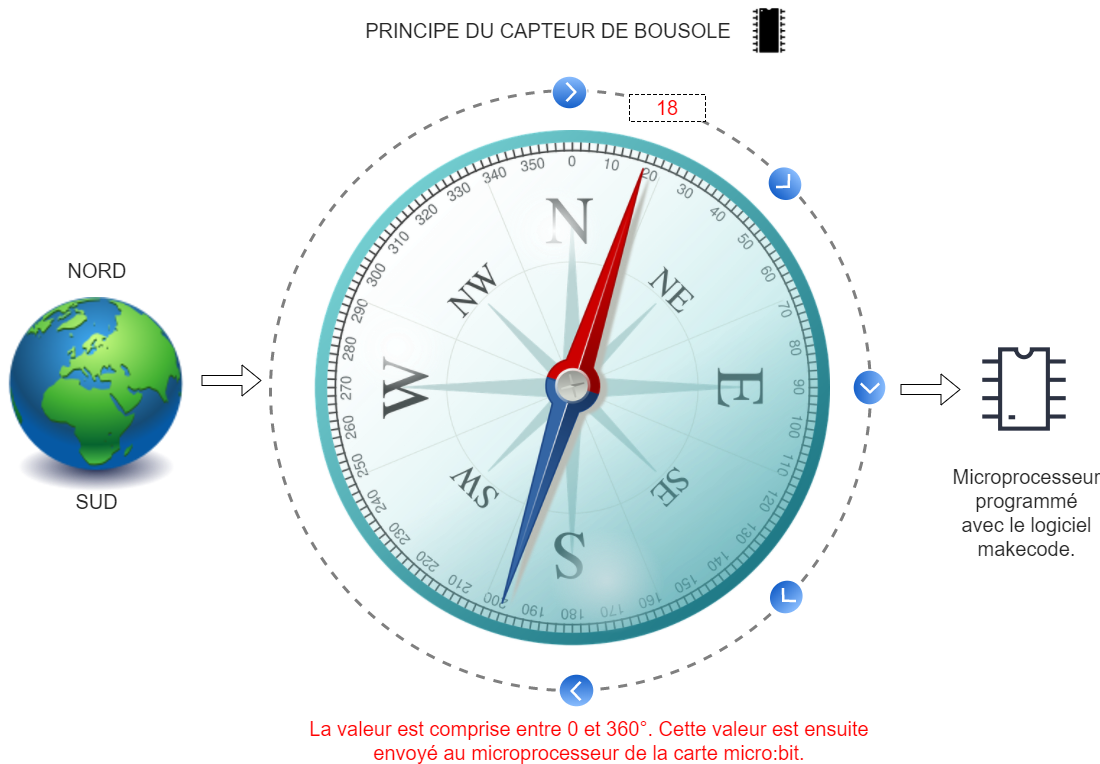 PRINCIPE DU CAPTEUR DE BOUSOLE
18
0
10
20
30
40
50
60
70
80
90
100
110
120
130
140
150
160
170
180
190
200
210
220
230
240
250
260
270
280
290
300
310
320
330
340
350
N
NE
E
SE
S
SW
W
NW
NORD
SUD
Microprocesseur
programmé
avec le logiciel
makecode.
La valeur est comprise entre 0 et 360°. Cette valeur est ensuite
envoyé au microprocesseur de la carte micro:bit.